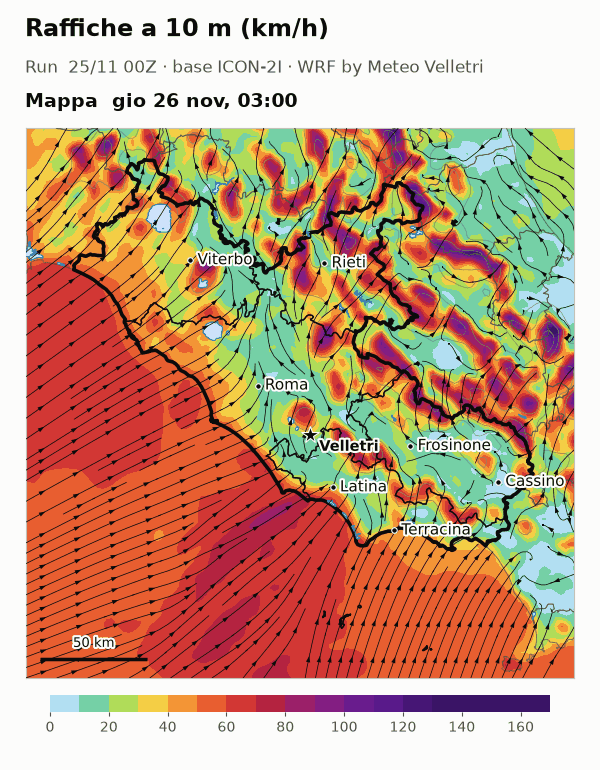 Raffiche a 10 m (km/h)
Run  25/11 00Z · base ICON-2I · WRF by Meteo Velletri
Mappa  gio 26 nov, 03:00
Viterbo
Rieti
Roma
Velletri
Frosinone
Latina
Cassino
Terracina
50 km
0 20 40 60 80 100 120 140 160